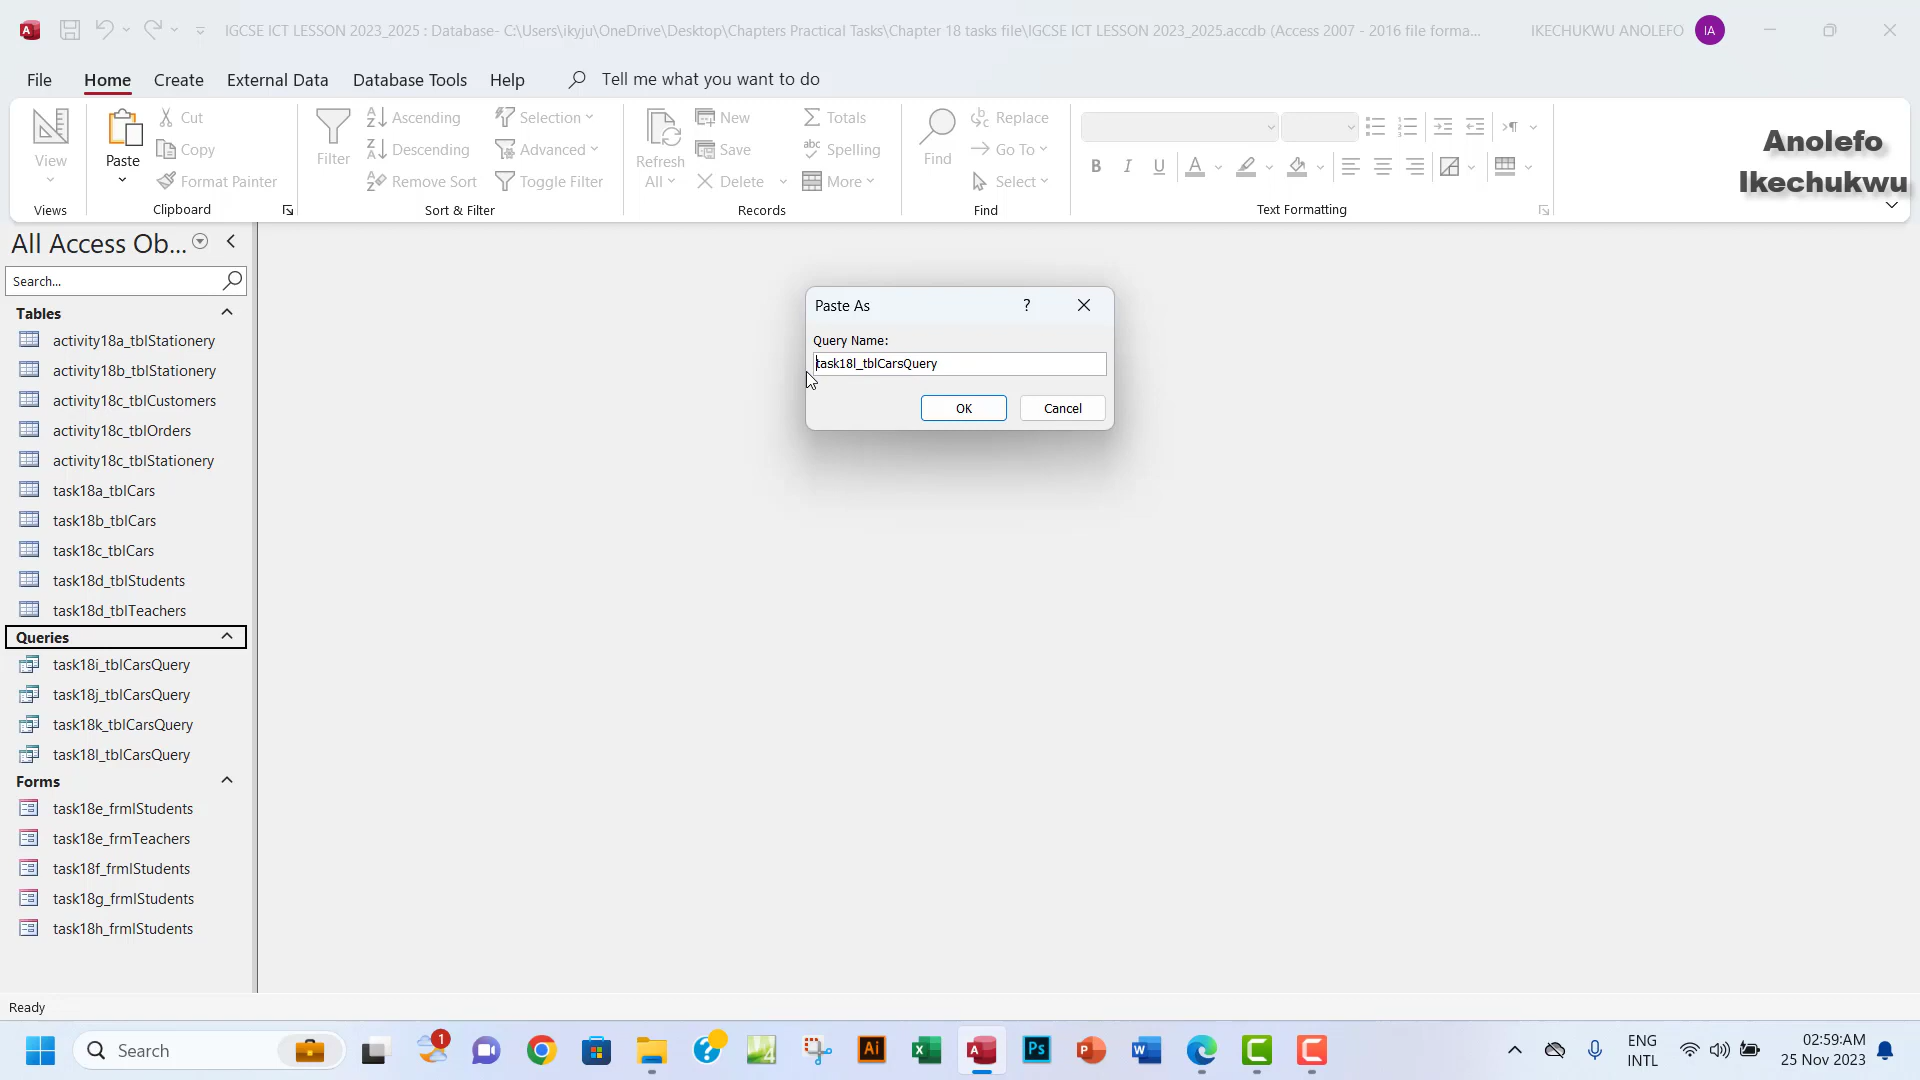 IGCSE ICT LESSON 2023_2025 : Database- C:\Users\ikyju\OneDrive\Desktop\Chapters Practical Tasks\Chapter 18 tasks file\IGCSE ICT LESSON 2023_2025.accdb (Access 2007 - 2016 file forma...
IKECHUKWU ANOLEFO
IA
File
Home
Create
External Data
Database Tools
Help
Tell me what you want to do
View
Views
Paste
Cut
Copy
Format Painter
Clipboard
Filter
Ascending
Descending
Remove Sort
Selection
Advanced
Toggle Filter
Sort & Filter
Refresh
All
New
Save
Delete
Totals
Spelling
More
Records
Find
Replace
Go To
Select
Find
B I U A
Text Formatting
Anolefo
Ikechukwu
All Access Ob...
Search...
Tables
activity18a_tblStationery
activity18b_tblStationery
activity18c_tblCustomers
activity18c_tblOrders
activity18c_tblStationery
task18a_tblCars
task18b_tblCars
task18c_tblCars
task18d_tblStudents
task18d_tblTeachers
Queries
task18i_tblCarsQuery
task18j_tblCarsQuery
task18k_tblCarsQuery
task18l_tblCarsQuery
Forms
task18e_frmlStudents
task18e_frmTeachers
task18f_frmlStudents
task18g_frmlStudents
task18h_frmlStudents
Paste As
?
Query Name:
task18l_tblCarsQuery
OK
Cancel
Ready
Search
1
Ai
Ps
ENG
INTL
02:59:AM
25 Nov 2023